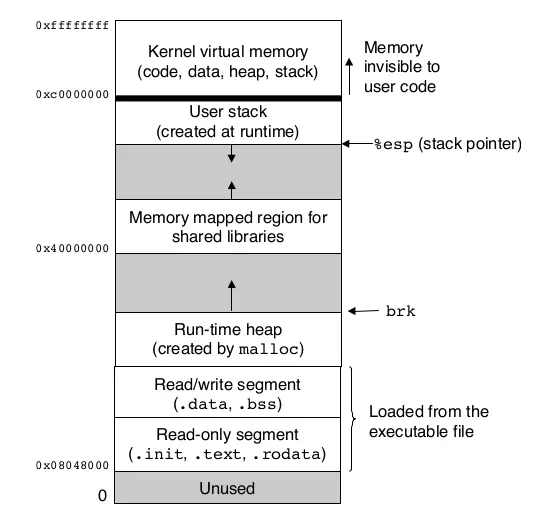 0xffffffff
Kernel virtual memory
(code, data, heap, stack)
Memory
invisible to
user code
0xc0000000
User stack
(created at runtime)
%esp (stack pointer)
Memory mapped region for
shared libraries
0x40000000
brk
Run-time heap
(created by malloc)
Read/write segment
(.data, .bss)
Loaded from the
executable file
Read-only segment
(.init, .text, .rodata)
0x08048000
Unused
0